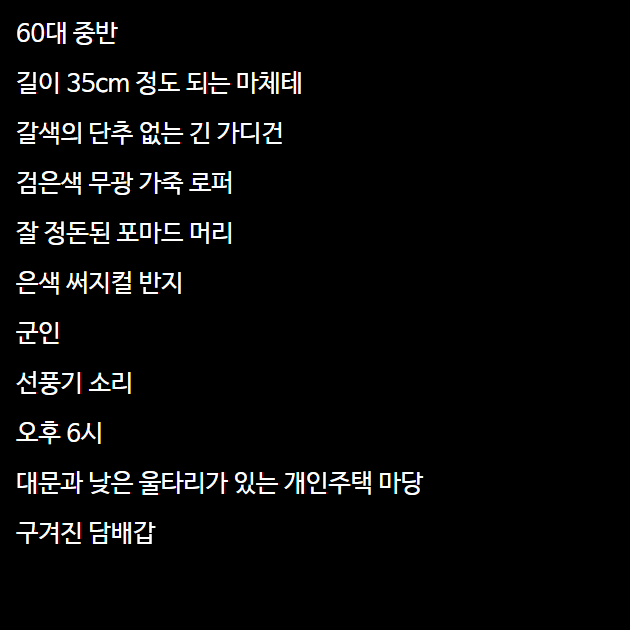 60대 중반
길이 35cm 정도 되는 마체테
갈색의 단추 없는 긴 가디건
검은색 무광 가죽 로퍼
잘 정돈된 포마드 머리
은색 써지컬 반지
군인
선풍기 소리
오후 6시
대문과 낮은 울타리가 있는 개인주택 마당
구겨진 담배갑